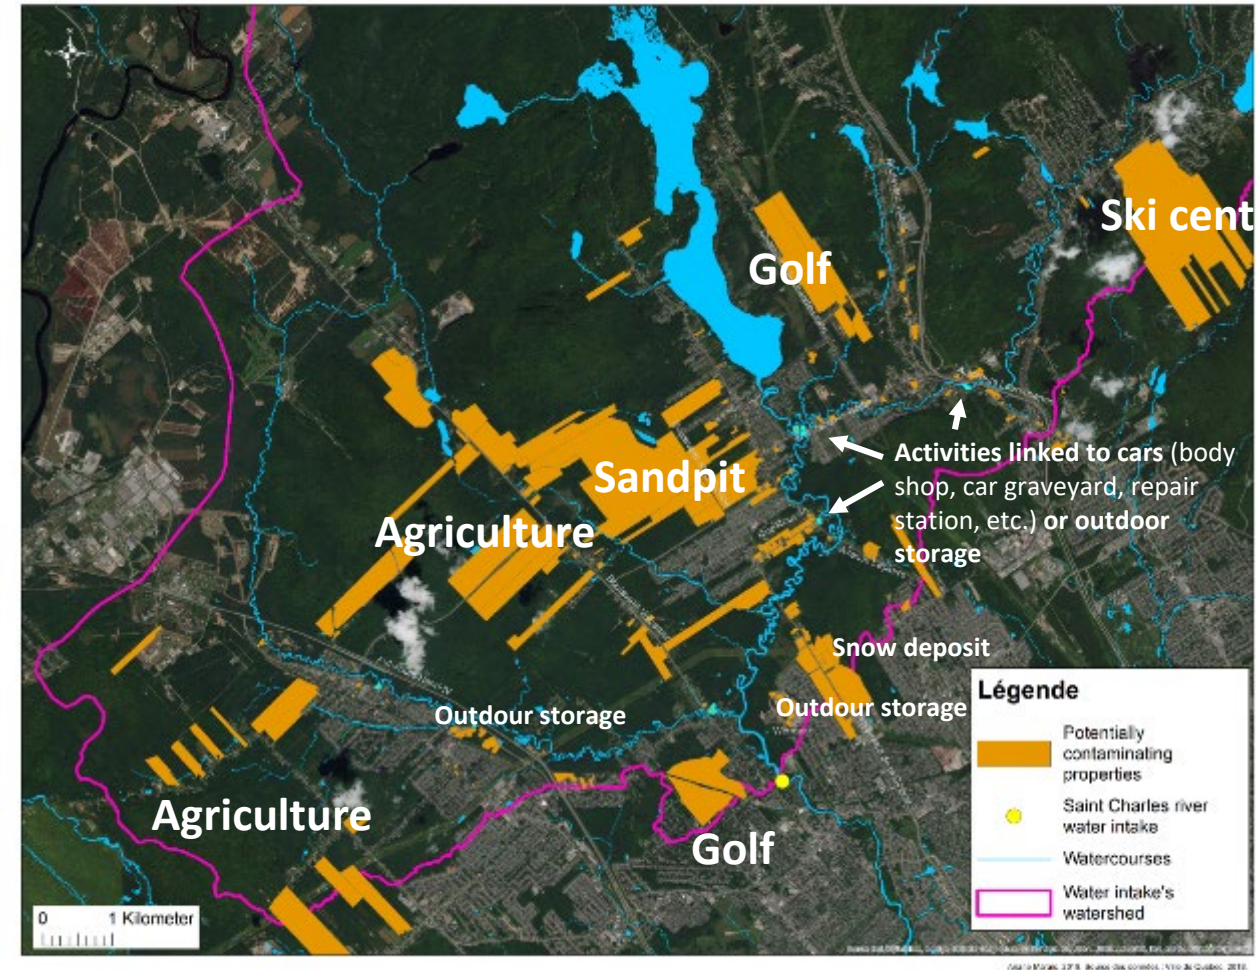 Ski cent
Golf
Activities linked to cars (body
shop, car graveyard, repair
station, etc.) or outdoor
storage
Sandpit
Agriculture
Snow deposit
Outdour storage
Outdour storage
Agriculture
Golf
Légende
Potentially
contaminating
properties
Saint Charles river
water intake
Watercourses
Water intake's
watershed
0 1 Kilometer